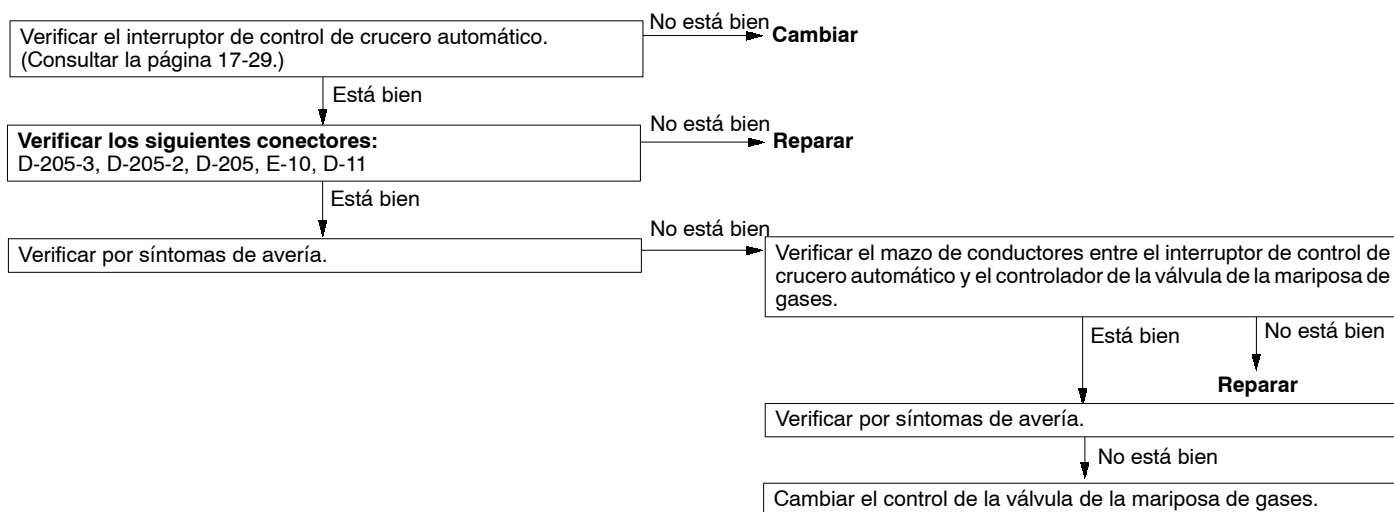 Verificar el interruptor de control de crucero automático.
(Consultar la página 17-29.)
No está bien
Cambiar
Está bien
Verificar los siguientes conectores:
D-205-3, D-205-2, D-205, E-10, D-11
No está bien
Reparar
Está bien
Verificar por síntomas de avería.
No está bien
Verificar el mazo de conductores entre el interruptor de control de
crucero automático y el controlador de la válvula de la mariposa de
gases.
Está bien
No está bien
Reparar
Verificar por síntomas de avería.
No está bien
Cambiar el control de la válvula de la mariposa de gases.